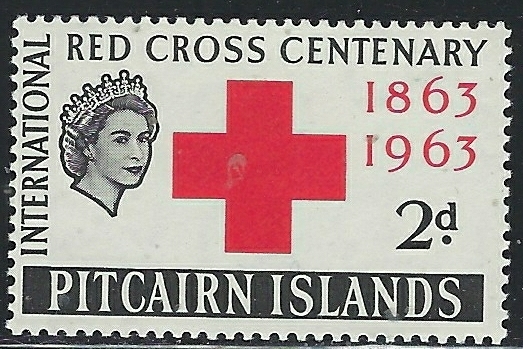 INTERNATIONAL
RED CROSS CENTENARY
1863
1963
2d
PITCAIRN ISLANDS